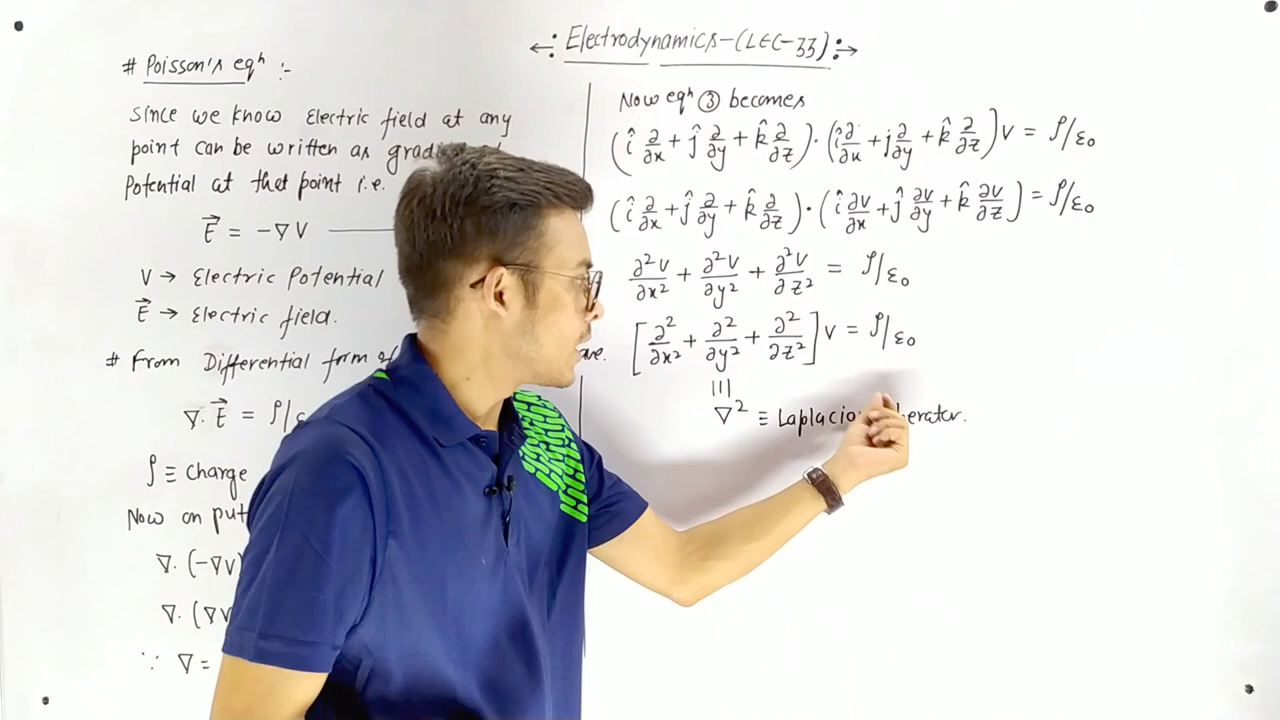 Electrodynamics-(LEC-33)
# Poisson's eqⁿ :-
since we know Electric field at any
point can be written as
Potential at that point i.e.
E⃗ = -∇V
V → Electric Potential
E⃗ → Electric field.
# From Differential form of
∇. E⃗ = ρ/ε
ρ ≡ Charge
Now on put
∇. (-∇V)
∇. (∇V
∵ ∇ =
Now eqⁿ ③ becomes
(î ∂/∂x + ĵ ∂/∂y + k̂ ∂/∂z) · (î ∂/∂x + j ∂/∂y + k̂ ∂/∂z) V = ρ/ε₀
(î ∂/∂x + ĵ ∂/∂y + k̂ ∂/∂z) · (î ∂V/∂x + ĵ ∂V/∂y + k̂ ∂V/∂z) = ρ/ε₀
∂²V/∂x² + ∂²V/∂y² + ∂²V/∂z² = ρ/ε₀
[∂²/∂x² + ∂²/∂y² + ∂²/∂z²] V = ρ/ε₀
|||
∇² ≡ Laplacio erator.